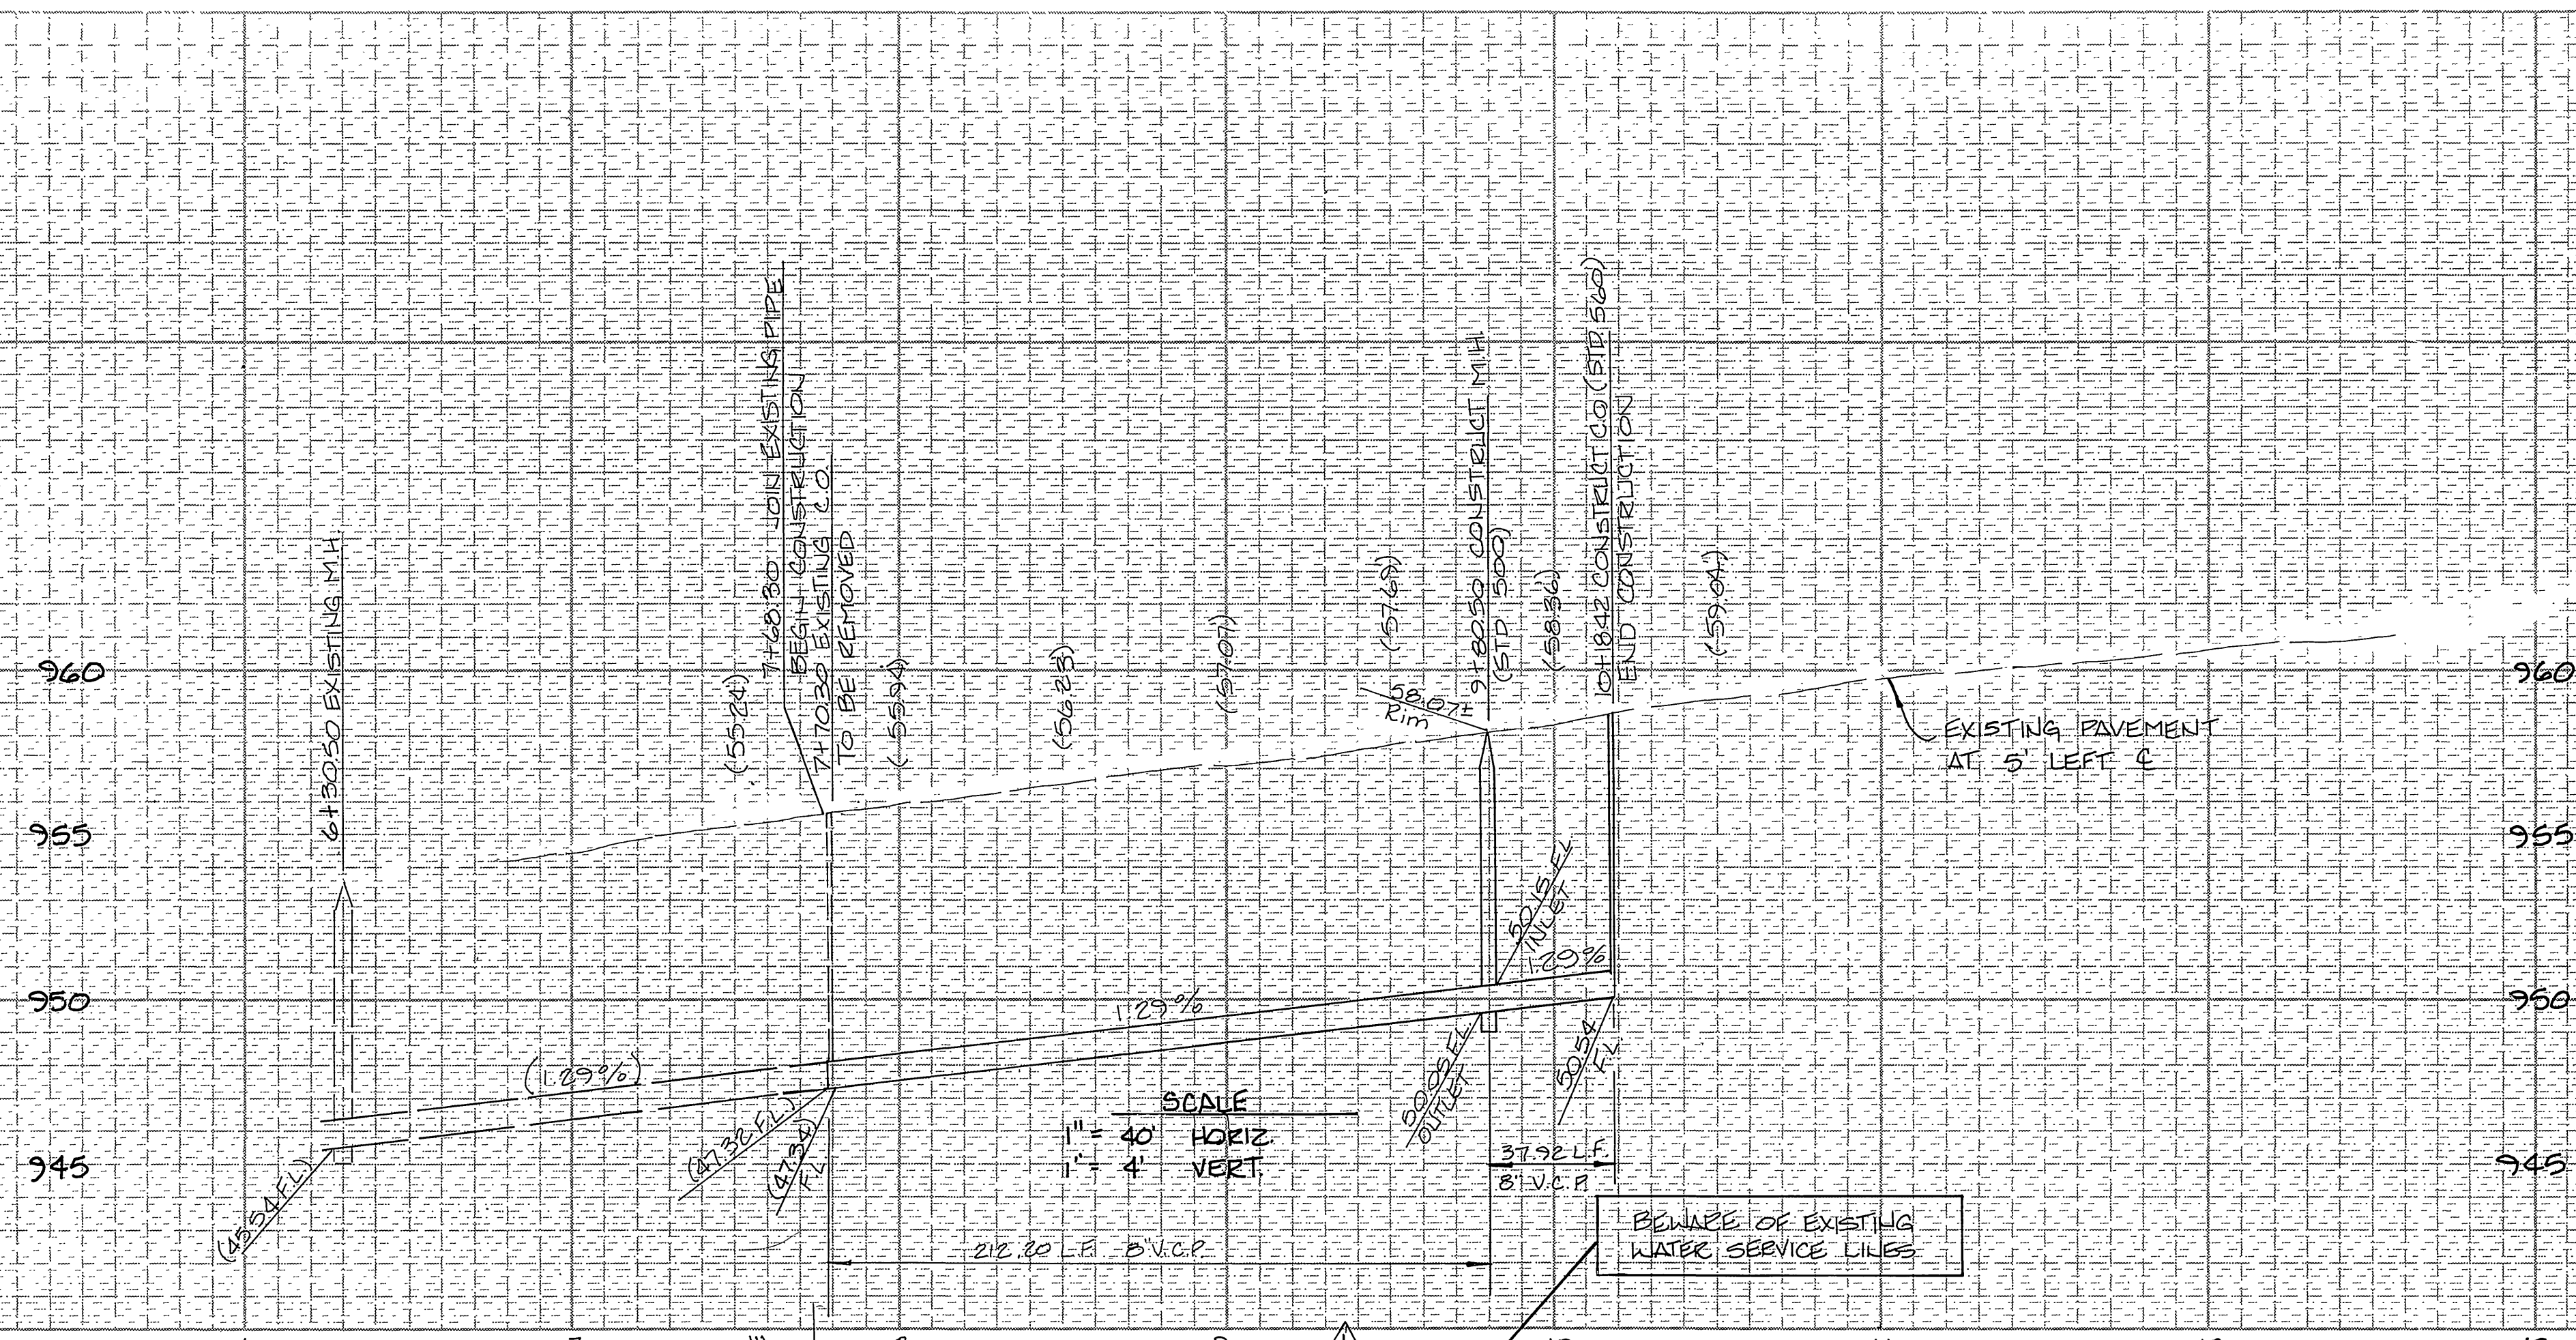 6+30.50 EXISTING M.H.
7+68.30 JOIN EXISTING PIPE
BEGIN CONSTRUCTION
7+70.30 EXISTING C.O.
TO BE REMOVED
(55.24')
(55.94')
(56.23')
(57.07')
(57.69')
9+80.50 CONSTRUCT M.H.
(STD 500)
(58.36')
10+18.42 CONSTRUCT C.O. (STD. 560)
END CONSTRUCTION
(59.04')
58.07±
Rim
960
960
EXISTING PAVEMENT
AT 5' LEFT ℄
955
955
50.15 FL
INLET
1.29%
950
950
1.29%
(1.29%)
50.05 FL
OUTLET
50.54
F.L.
(47.32 F.L.)
(47.34)
F.L.
(45.54 F.L.)
SCALE
1" = 40' HORIZ.
1" = 4' VERT.
945
945
37.92 L.F.
8" V.C.P.
212.20 L.F. 8" V.C.P.
BEWARE OF EXISTING
WATER SERVICE LINES